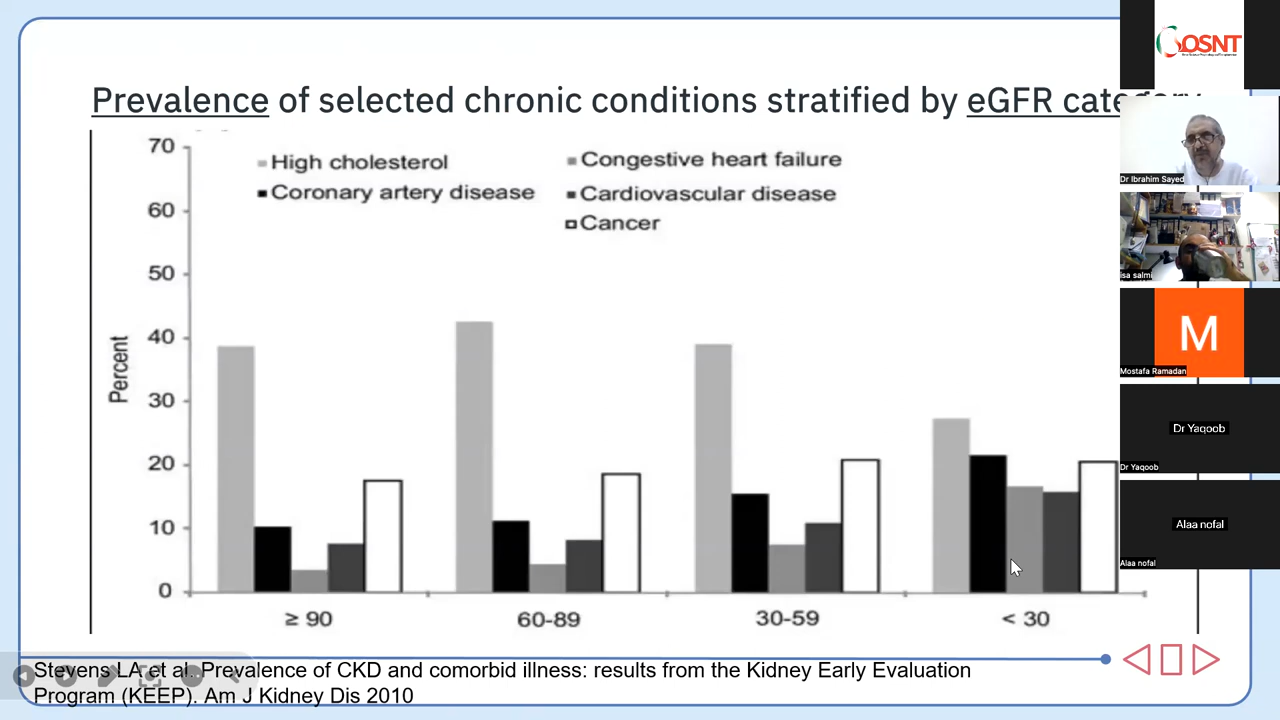 Prevalence of selected chronic conditions stratified by eGFR category
70
High cholesterol
Congestive heart failure
Coronary artery disease
Cardiovascular disease
Cancer
60
50
40
30
20
10
0
Percent
≥ 90
60-89
30-59
< 30
Stevens LA et al. Prevalence of CKD and comorbid illness: results from the Kidney Early Evaluation
Program (KEEP). Am J Kidney Dis 2010
OSNT
Dr Ibrahim Sayed
isa salmi
M
Mostafa Ramadan
Dr Yaqoob
Dr Yaqoob
Alaa nofal
Alaa nofal